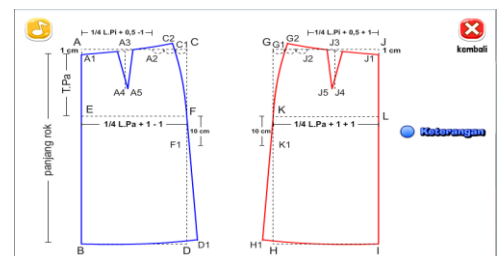 1/4 L.Pi + 0,5 -1
1/4 L.Pi + 0,5 + 1
A A3 C2 C1 C
G G1 G2 J3 J
1 cm A1 A2
J2 J1 1 cm
kembali
T.Pa
A4 A5
J5 J4
E F
K L
1/4 L.Pa + 1 - 1
10 cm
10 cm
1/4 L.Pa + 1 + 1
Keterangan
F1
K1
panjang rok
B D D1
H1 H I